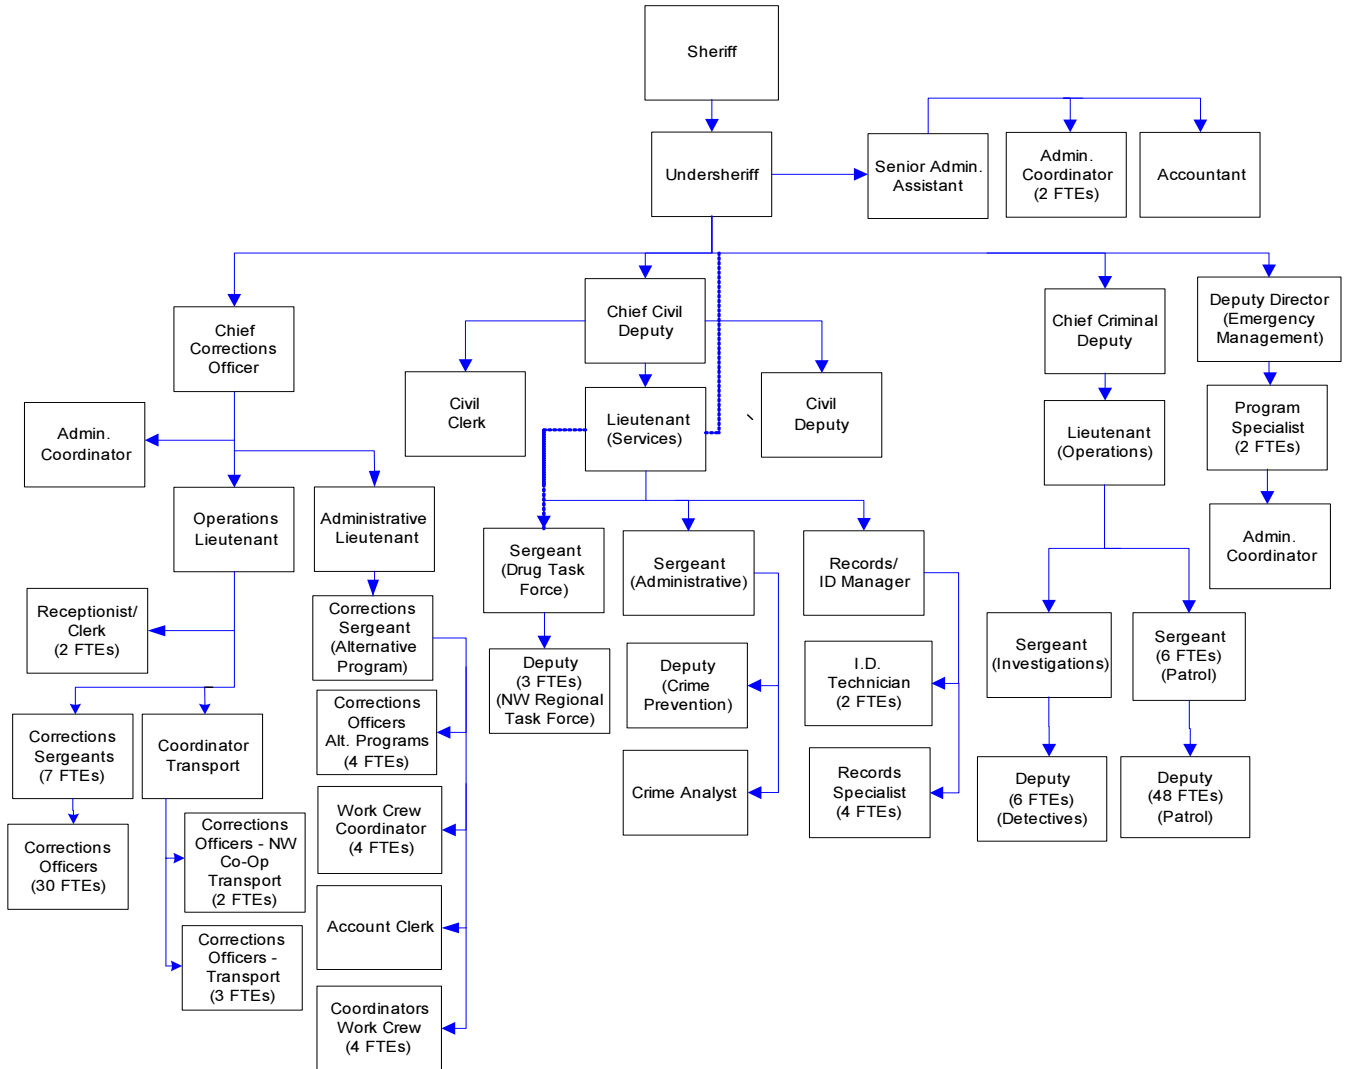 Sheriff
Undersheriff
Senior Admin.
Assistant
Admin.
Coordinator
(2 FTEs)
Accountant
Chief
Corrections
Officer
Chief Civil
Deputy
Chief Criminal
Deputy
Deputy Director
(Emergency
Management)
Admin.
Coordinator
Civil
Clerk
Lieutenant
(Services)
Civil
Deputy
Lieutenant
(Operations)
Program
Specialist
(2 FTEs)
Operations
Lieutenant
Administrative
Lieutenant
Sergeant
(Drug Task
Force)
Sergeant
(Administrative)
Records/
ID Manager
Admin.
Coordinator
Receptionist/
Clerk
(2 FTEs)
Corrections
Sergeant
(Alternative
Program)
Deputy
(3 FTEs)
(NW Regional
Task Force)
Deputy
(Crime
Prevention)
I.D.
Technician
(2 FTEs)
Sergeant
(Investigations)
Sergeant
(6 FTEs)
(Patrol)
Corrections
Sergeants
(7 FTEs)
Coordinator
Transport
Corrections
Officers
Alt. Programs
(4 FTEs)
Crime Analyst
Records
Specialist
(4 FTEs)
Deputy
(6 FTEs)
(Detectives)
Deputy
(48 FTEs)
(Patrol)
Corrections
Officers
(30 FTEs)
Corrections
Officers - NW
Co-Op
Transport
(2 FTEs)
Work Crew
Coordinator
(4 FTEs)
Corrections
Officers -
Transport
(3 FTEs)
Account Clerk
Coordinators
Work Crew
(4 FTEs)